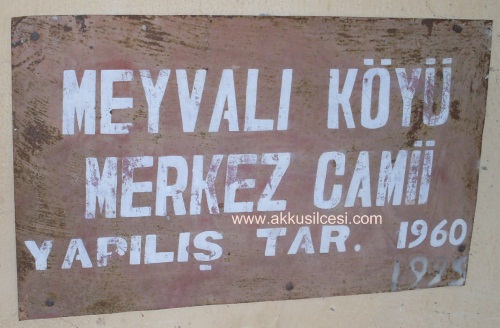 MEYVALI KÖYÜ
MERKEZ CAMİİ
www.akkusilcesi.com
YAPILIŞ TAR. 1960